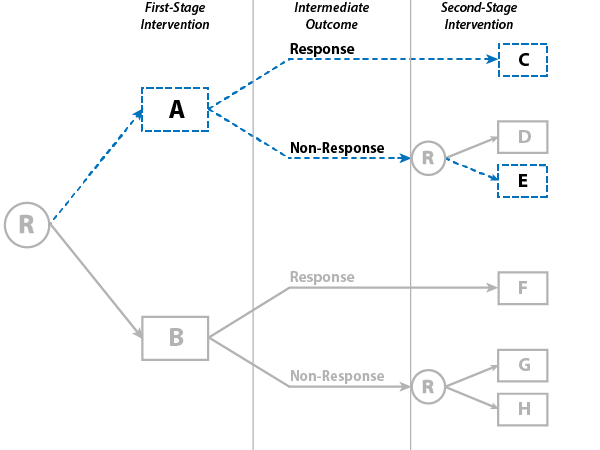 First-Stage
Intervention
Intermediate
Outcome
Second-Stage
Intervention
Response
C
A
D
Non-Response
R
E
R
Response
F
B
G
Non-Response
R
H